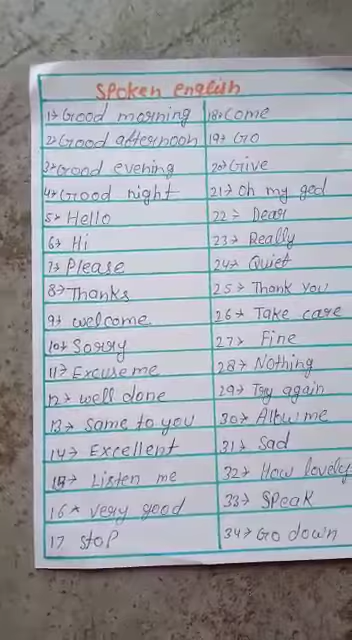 Spoken english
1→ Good morning
2→ Good afternoon
3→ Good evening
4→ Good night
5→ Hello
6→ Hi
7→ Please
8→ Thanks
9→ welcome
10→ Sorry
11→ Excuse me
12→ well done
13→ same to you
14→ Excellent
15→ Listen me
16→ very good
17 stop
18→ Come
19→ GO
20→ Give
21→ oh my god
22→ Dear
23→ Really
24→ Quiet
25→ Thank you
26→ Take care
27→ Fine
28→ Nothing
29→ Try again
30→ Allow me
31→ Sad
32→ How lovely
33→ Speak
34→ Go down